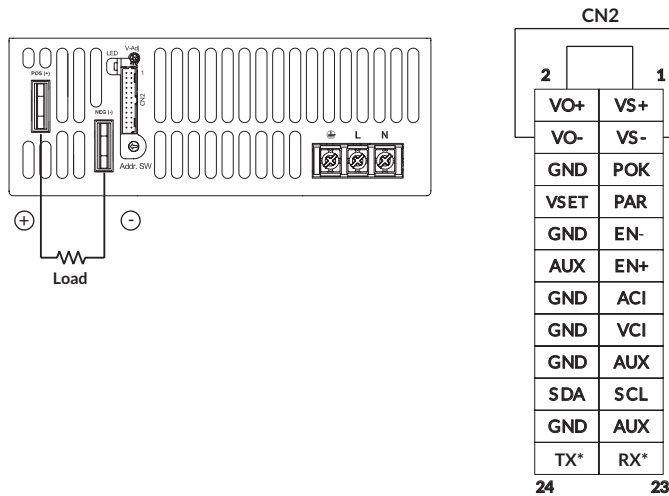 CN2
LED
V-Adj
1
POS (+)
CN2
NEG (-)
Addr. SW
L N
+
-
Load
2 1
VO+ VS+
VO- VS-
GND POK
VSET PAR
GND EN-
AUX EN+
GND ACI
GND VCI
GND AUX
SDA SCL
GND AUX
TX* RX*
24 23